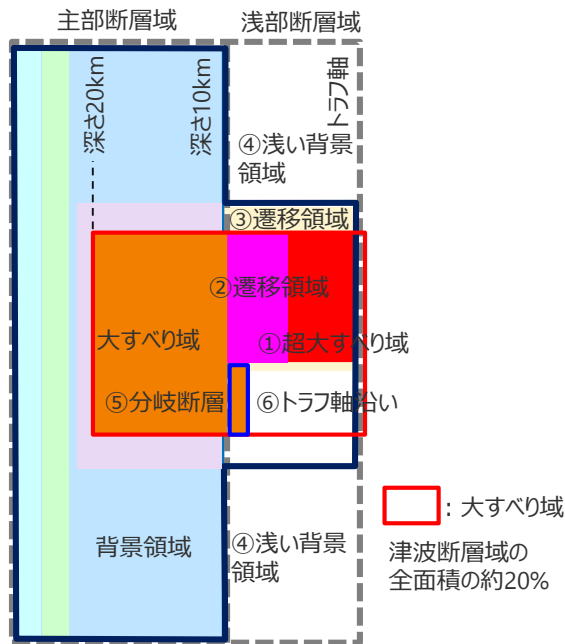 主部断層域
浅部断層域
深さ20km
深さ10km
トラフ軸
④浅い背景
領域
③遷移領域
②遷移領域
大すべり域
①超大すべり域
⑤分岐断層
⑥トラフ軸沿い
背景領域
④浅い背景
領域
: 大すべり域
津波断層域の
全面積の約20%